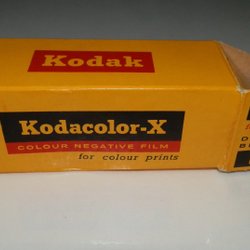 Kodak
Kodacolor-X
COLOUR NEGATIVE FILM
for colour prints